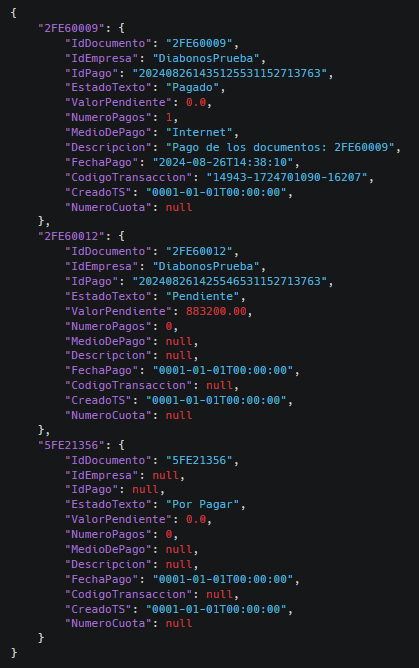 {
    "2FE60009": {
        "IdDocumento": "2FE60009",
        "IdEmpresa": "DiabonosPrueba",
        "IdPago": "202408261435125531152713763",
        "EstadoTexto": "Pagado",
        "ValorPendiente": 0.0,
        "NumeroPagos": 1,
        "MedioDePago": "Internet",
        "Descripcion": "Pago de los documentos: 2FE60009",
        "FechaPago": "2024-08-26T14:38:10",
        "CodigoTransaccion": "14943-1724701090-16207",
        "CreadoTS": "0001-01-01T00:00:00",
        "NumeroCuota": null
    },
    "2FE60012": {
        "IdDocumento": "2FE60012",
        "IdEmpresa": "DiabonosPrueba",
        "IdPago": "202408261425546531152713763",
        "EstadoTexto": "Pendiente",
        "ValorPendiente": 883200.00,
        "NumeroPagos": 0,
        "MedioDePago": null,
        "Descripcion": null,
        "FechaPago": "0001-01-01T00:00:00",
        "CodigoTransaccion": null,
        "CreadoTS": "0001-01-01T00:00:00",
        "NumeroCuota": null
    },
    "5FE21356": {
        "IdDocumento": "5FE21356",
        "IdEmpresa": null,
        "IdPago": null,
        "EstadoTexto": "Por Pagar",
        "ValorPendiente": 0.0,
        "NumeroPagos": 0,
        "MedioDePago": null,
        "Descripcion": null,
        "FechaPago": "0001-01-01T00:00:00",
        "CodigoTransaccion": null,
        "CreadoTS": "0001-01-01T00:00:00",
        "NumeroCuota": null
    }
}